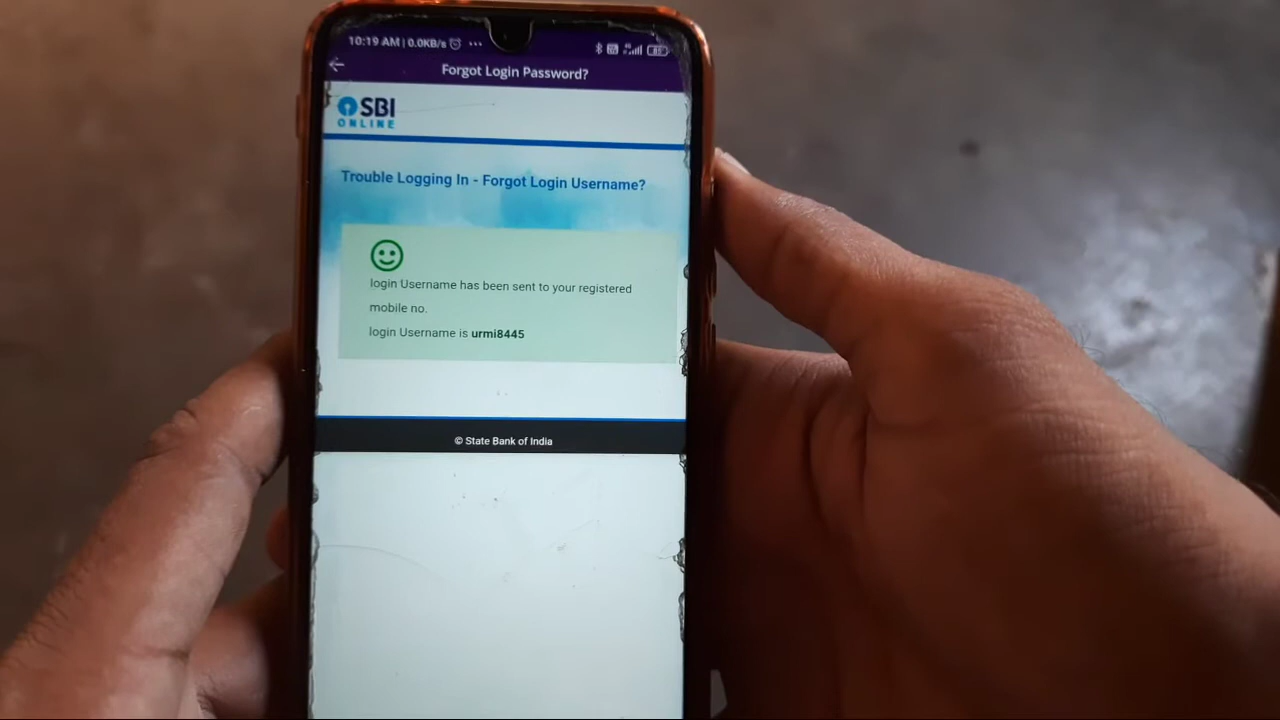 10:19 AM | 0.0KB/s
Forgot Login Password?
SBI
ONLINE
Trouble Logging In - Forgot Login Username?
login Username has been sent to your registered
mobile no.
login Username is urmi8445
© State Bank of India